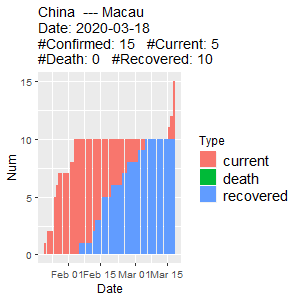 China  --- Macau
Date: 2020-03-18
#Confirmed: 15   #Current: 5
#Death: 0   #Recovered: 10
15
10
5
0
Num
Feb 01
Feb 15
Mar 01
Mar 15
Date
Type
current
death
recovered